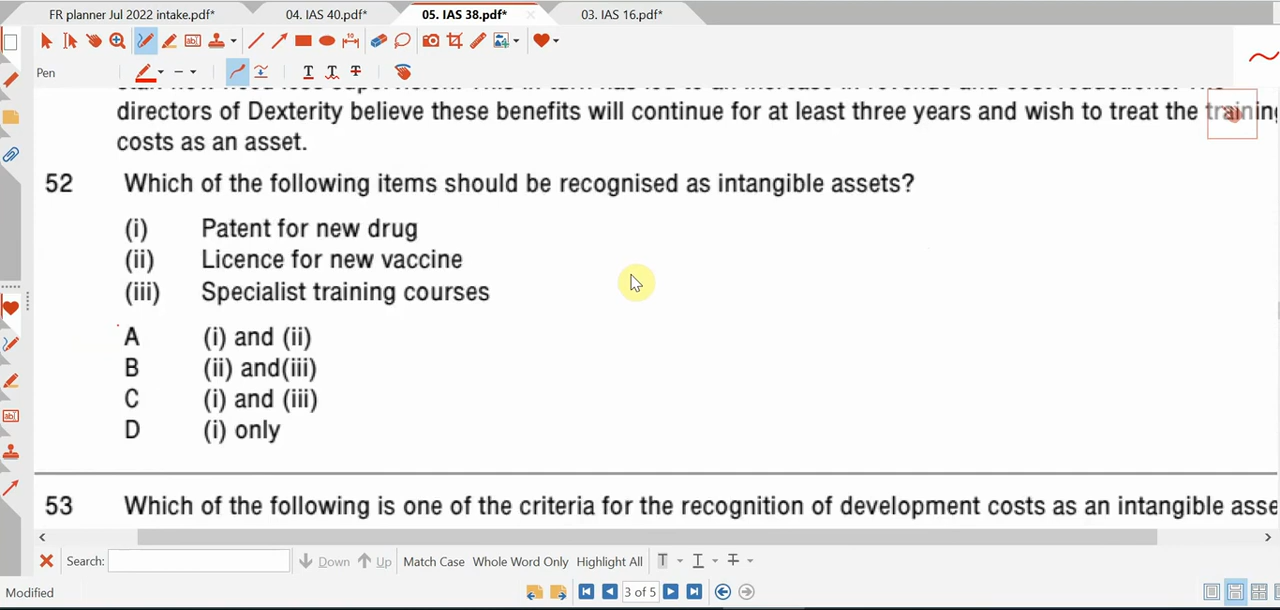 FR planner Jul 2022 intake.pdf* 04. IAS 40.pdf* 05. IAS 38.pdf* 03. IAS 16.pdf*
Pen
directors of Dexterity believe these benefits will continue for at least three years and wish to treat the training
costs as an asset.
52 Which of the following items should be recognised as intangible assets?
(i) Patent for new drug
(ii) Licence for new vaccine
(iii) Specialist training courses
A (i) and (ii)
B (ii) and(iii)
C (i) and (iii)
D (i) only
53 Which of the following is one of the criteria for the recognition of development costs as an intangible asse
Search: Down Up Match Case Whole Word Only Highlight All
Modified 3 of 5